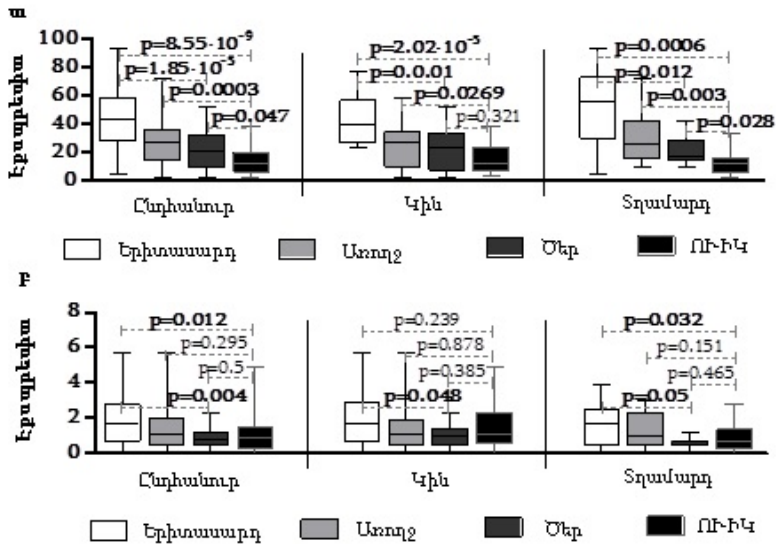 ա
Էքսպրեսիա
100
80
60
40
20
0
p=8.55·10⁻⁹
p=1.85·10⁻⁵
p=0.0003
p=0.047
p=2.02·10⁻⁵
p=0.0.01
p=0.0269
p=0.321
p=0.0006
p=0.012
p=0.003
p=0.028
Ընդհանուր Կին Տղամարդ
Երիտասարդ Առողջ Ծեր ՈՒԻԿ
բ
Էքսպրեսիա
8
6
4
2
0
p=0.012
p=0.295
p=0.5
p=0.004
p=0.239
p=0.878
p=0.385
p=0.048
p=0.032
p=0.151
p=0.465
p=0.05
Ընդհանուր Կին Տղամարդ
Երիտասարդ Առողջ Ծեր ՈՒԻԿ